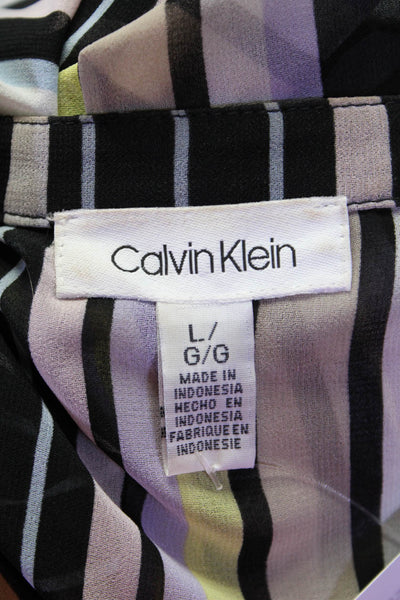 Calvin Klein
L/
G/G
MADE IN
INDONESIA
HECHO EN
INDONESIA
FABRIQUE EN
INDONESIE